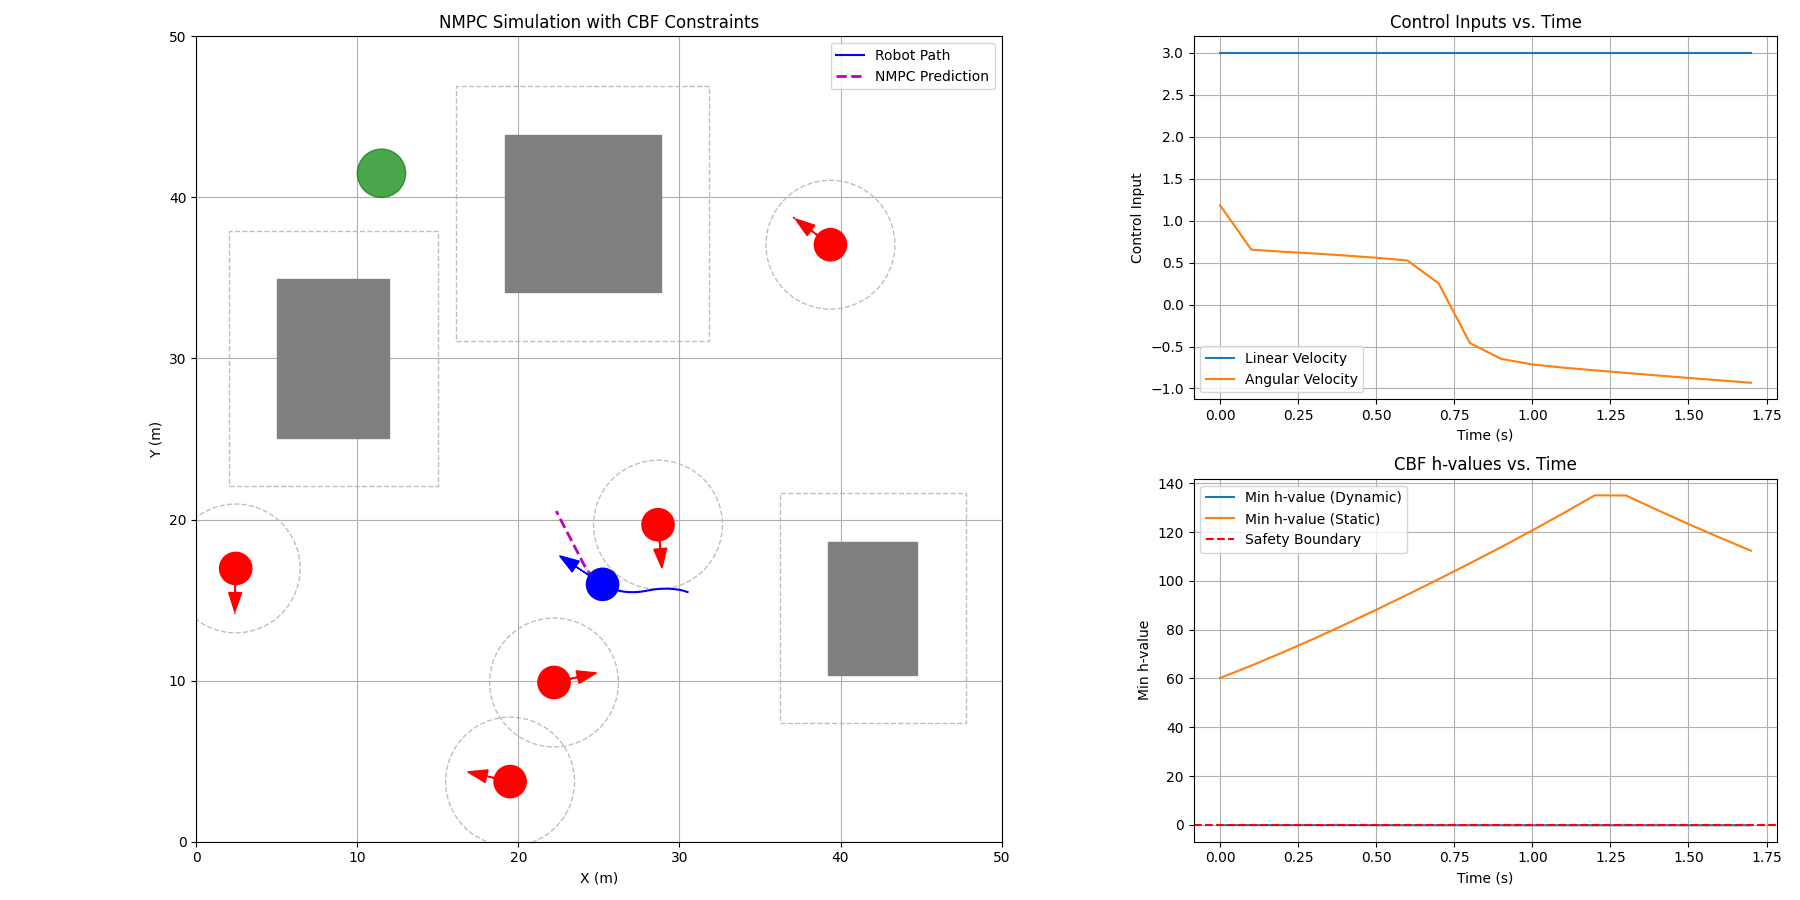 NMPC Simulation with CBF Constraints
50
40
30
20
10
0
Y (m)
Robot Path
NMPC Prediction
0 10 20 30 40 50
X (m)
Control Inputs vs. Time
3.0
2.5
2.0
1.5
1.0
0.5
0.0
−0.5
−1.0
Control Input
Linear Velocity
Angular Velocity
0.00 0.25 0.50 0.75 1.00 1.25 1.50 1.75
Time (s)
CBF h-values vs. Time
140
120
100
80
60
40
20
0
Min h-value
Min h-value (Dynamic)
Min h-value (Static)
Safety Boundary
0.00 0.25 0.50 0.75 1.00 1.25 1.50 1.75
Time (s)